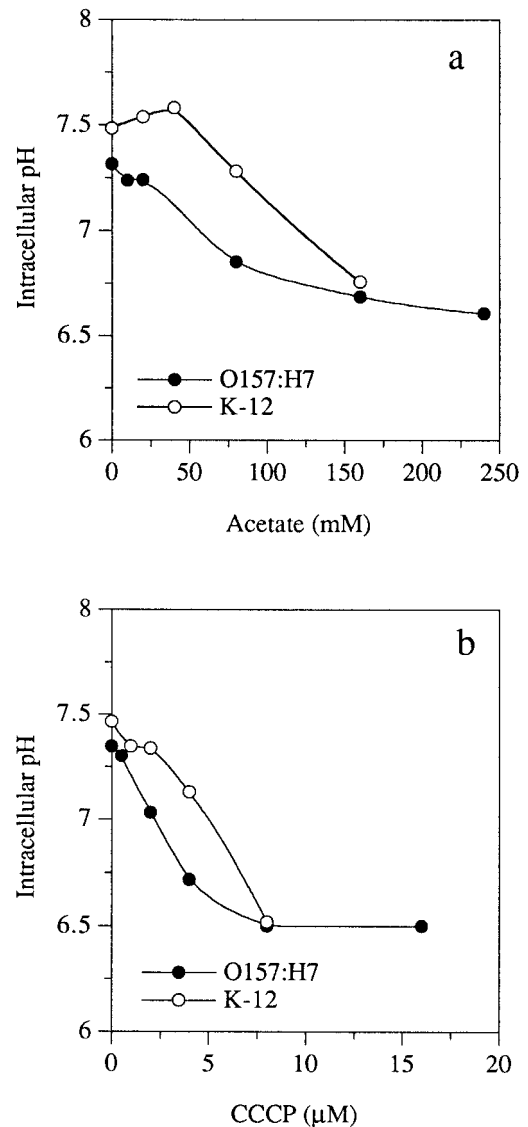 8
a
7.5
Intracellular pH
7
6.5
O157:H7
K-12
6
0 50 100 150 200 250
Acetate (mM)
8
b
7.5
Intracellular pH
7
6.5
O157:H7
K-12
6
0 5 10 15 20
CCCP (μM)